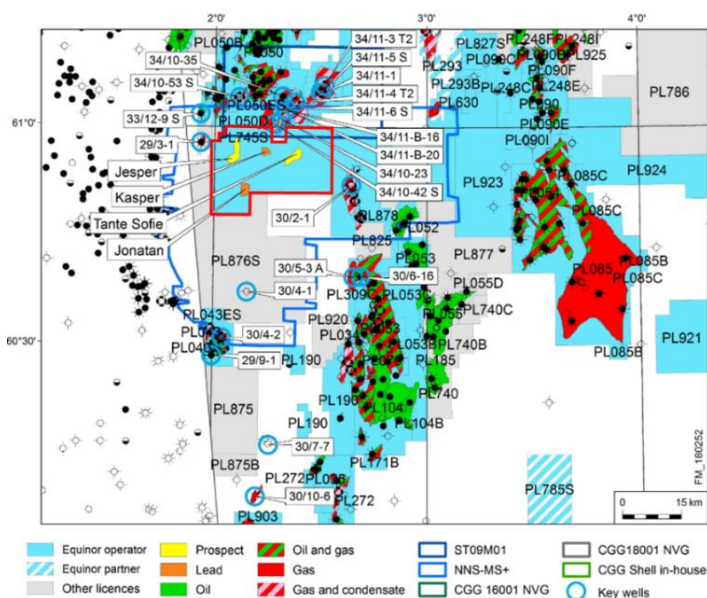 2°0'
3°0'
4°0'
34/11-3 T2
34/11-5 S
34/11-1
34/11-4 T2
34/11-6 S
34/11-B-16
34/11-B-20
34/10-23
34/10-42 S
34/10-35
34/10-53 S
33/12-9 S
29/3-1
Jesper
Kasper
Tante Sofie
Jonatan
30/2-1
30/5-3 A
30/6-16
30/4-1
30/4-2
29/9-1
30/7-7
30/10-6
61°0'
60°30'
PL050B
PL050
PL050ES
PL050D
PL745S
PL293
PL293B
PL630
PL827S
PL090C
PL248F
PL248I
PL925
PL090F
PL248C
PL248E
PL090
PL090E
PL090I
PL786
PL924
PL923
PL085C
PL085C
PL085
PL085B
PL085C
PL085B
PL921
PL878
PL052
PL825
PL053
PL877
PL876S
PL309C
PL053C
PL055D
PL740C
PL055
PL920
PL053
PL053B
PL740B
PL185
PL740
PL043ES
PL190
PL190
PL190
PL104
PL104B
PL171B
PL875
PL875B
PL272
PL272
PL903
PL785S
FM_180252
0
15 km
Equinor operator
Prospect
Oil and gas
ST09M01
CGG18001 NVG
Equinor partner
Lead
Gas
NNS-MS+
CGG Shell in-house
Other licences
Oil
Gas and condensate
CGG 16001 NVG
Key wells